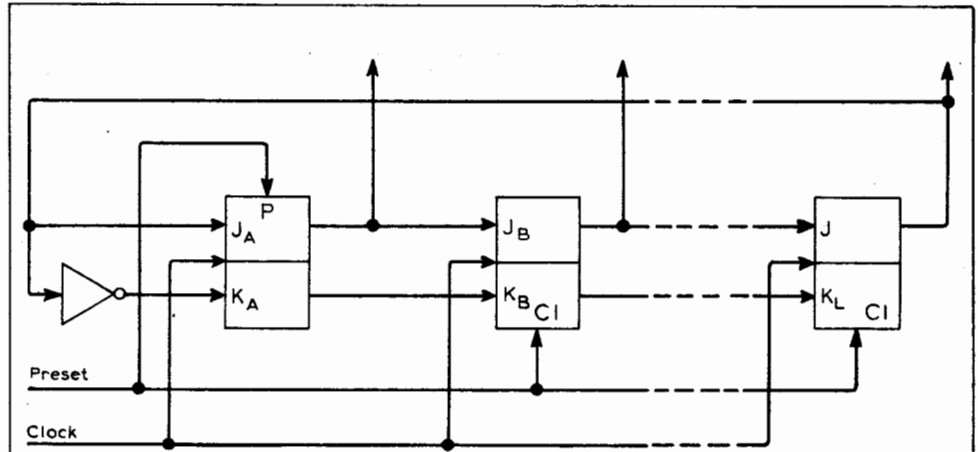 P
J_A
J_B
J
K_A
K_B
Cl
K_L
Cl
Preset
Clock